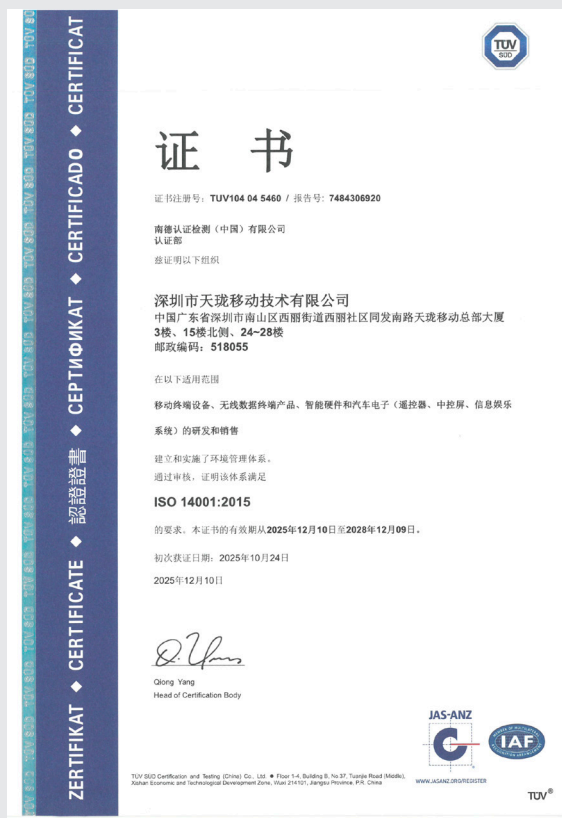 TÜV SÜD
ZERTIFIKAT ◆ CERTIFICATE ◆ 認證證書 ◆ СЕРТИФИКАТ ◆ CERTIFICADO ◆ CERTIFICAT
TÜV
SÜD
证 书
证书注册号：TUV104 04 5460 / 报告号: 7484306920
南德认证检测（中国）有限公司
认证部
兹证明以下组织
深圳市天珑移动技术有限公司
中国广东省深圳市南山区西丽街道西丽社区同发南路天珑移动总部大厦
3楼、15楼北侧、24~28楼
邮政编码：518055
在以下适用范围
移动终端设备、无线数据终端产品、智能硬件和汽车电子（遥控器、中控屏、信息娱乐
系统）的研发和销售
建立和实施了环境管理体系。
通过审核，证明该体系满足
ISO 14001:2015
的要求。本证书的有效期从2025年12月10日至2028年12月09日。
初次获证日期：2025年10月24日
2025年12月10日
Qiong Yang
Head of Certification Body
JAS-ANZ
C
WWW.JASANZ.ORG/REGISTER
IAF
TÜV SÜD Certification and Testing (China) Co., Ltd. ● Floor 1-4, Building B, No.37, Tuanjie Road (Middle),
Xishan Economic and Technological Development Zone, Wuxi 214101, Jiangsu Province, P.R. China
TÜV®